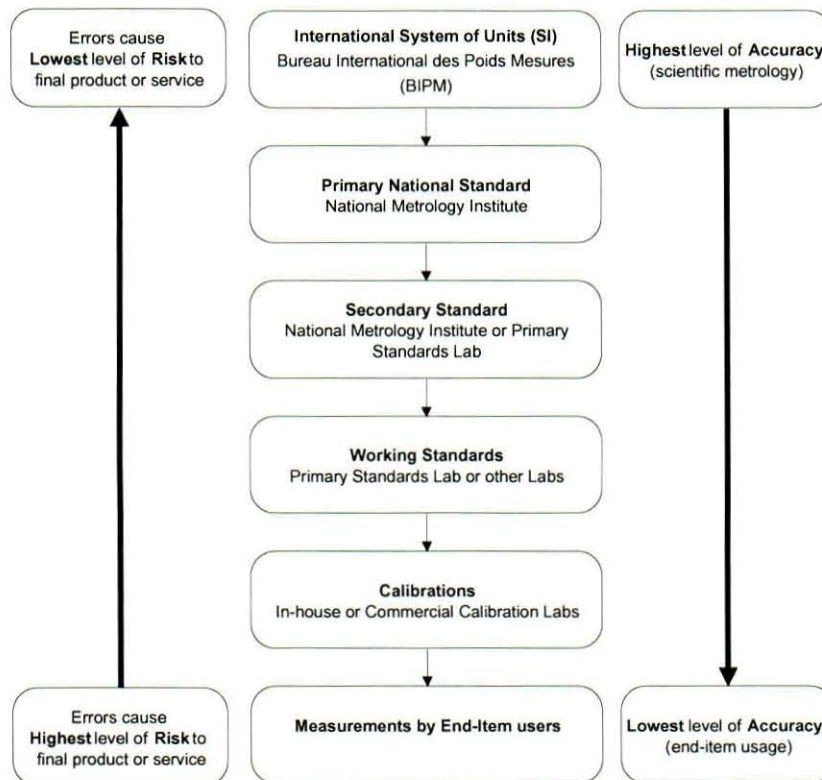 Errors cause
Lowest level of Risk to
final product or service
International System of Units (SI)
Bureau International des Poids Mesures
(BIPM)
Highest level of Accuracy
(scientific metrology)
Primary National Standard
National Metrology Institute
Secondary Standard
National Metrology Institute or Primary
Standards Lab
Working Standards
Primary Standards Lab or other Labs
Calibrations
In-house or Commercial Calibration Labs
Errors cause
Highest level of Risk to
final product or service
Measurements by End-Item users
Lowest level of Accuracy
(end-item usage)